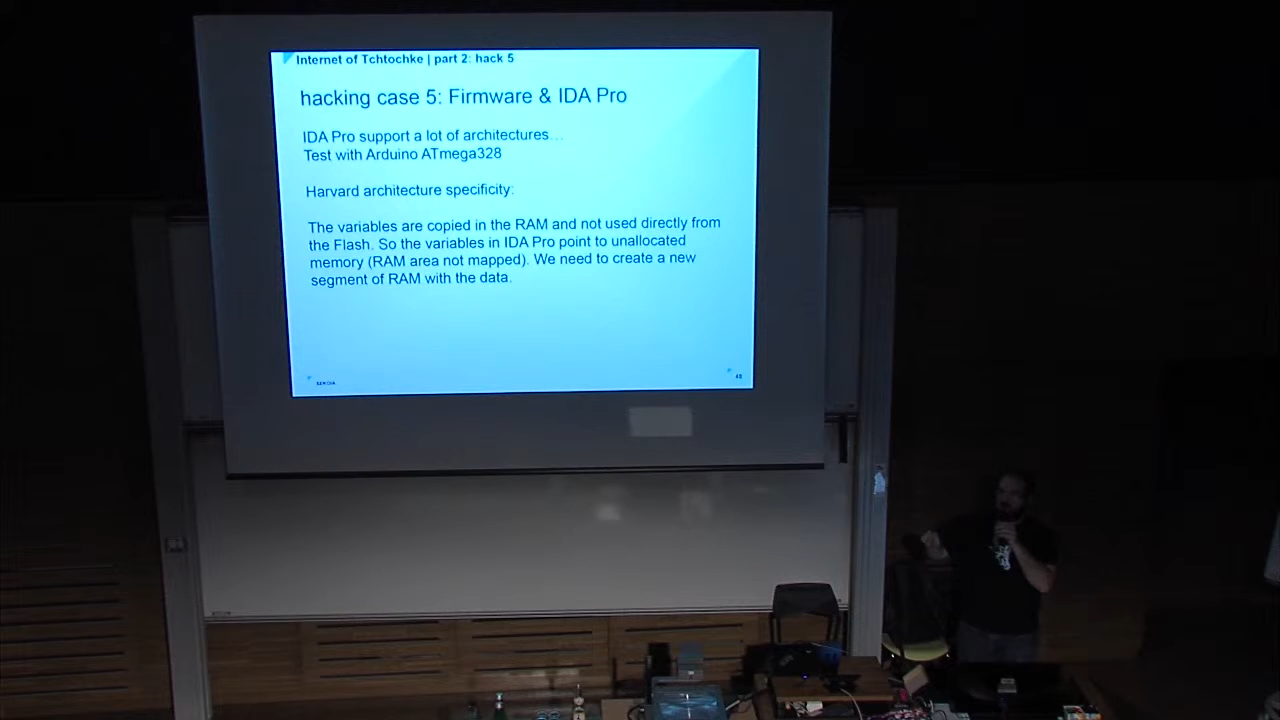 Internet of Tchtochke | part 2: hack 5
hacking case 5: Firmware & IDA Pro
IDA Pro support a lot of architectures…
Test with Arduino ATmega328
Harvard architecture specificity:
The variables are copied in the RAM and not used directly from
the Flash. So the variables in IDA Pro point to unallocated
memory (RAM area not mapped). We need to create a new
segment of RAM with the data.